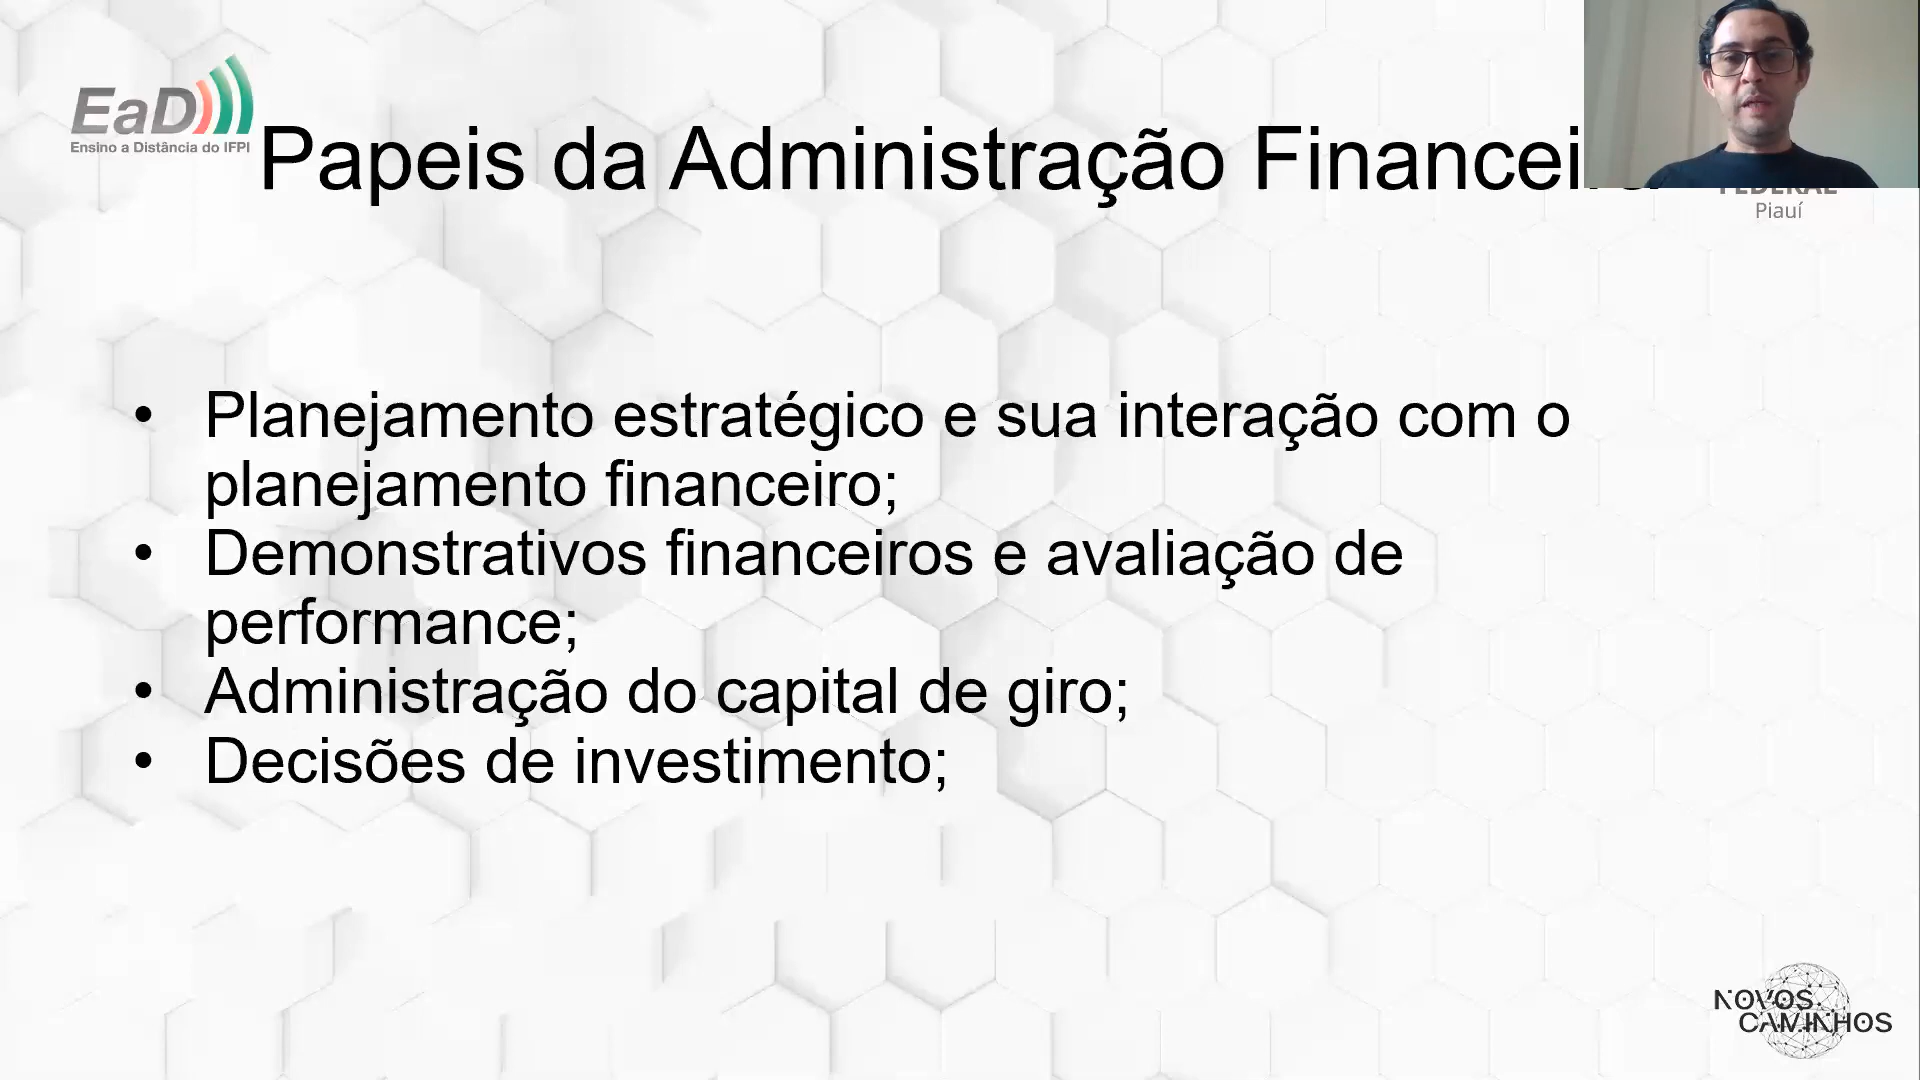 EaD
Ensino a Distância do IFPI
Papeis da Administração
FEDERAL
Piauí
• Planejamento estratégico e sua interação com o
planejamento financeiro;
• Demonstrativos financeiros e avaliação de
performance;
• Administração do capital de giro;
• Decisões de investimento;
NOVOS
CAMINHOS